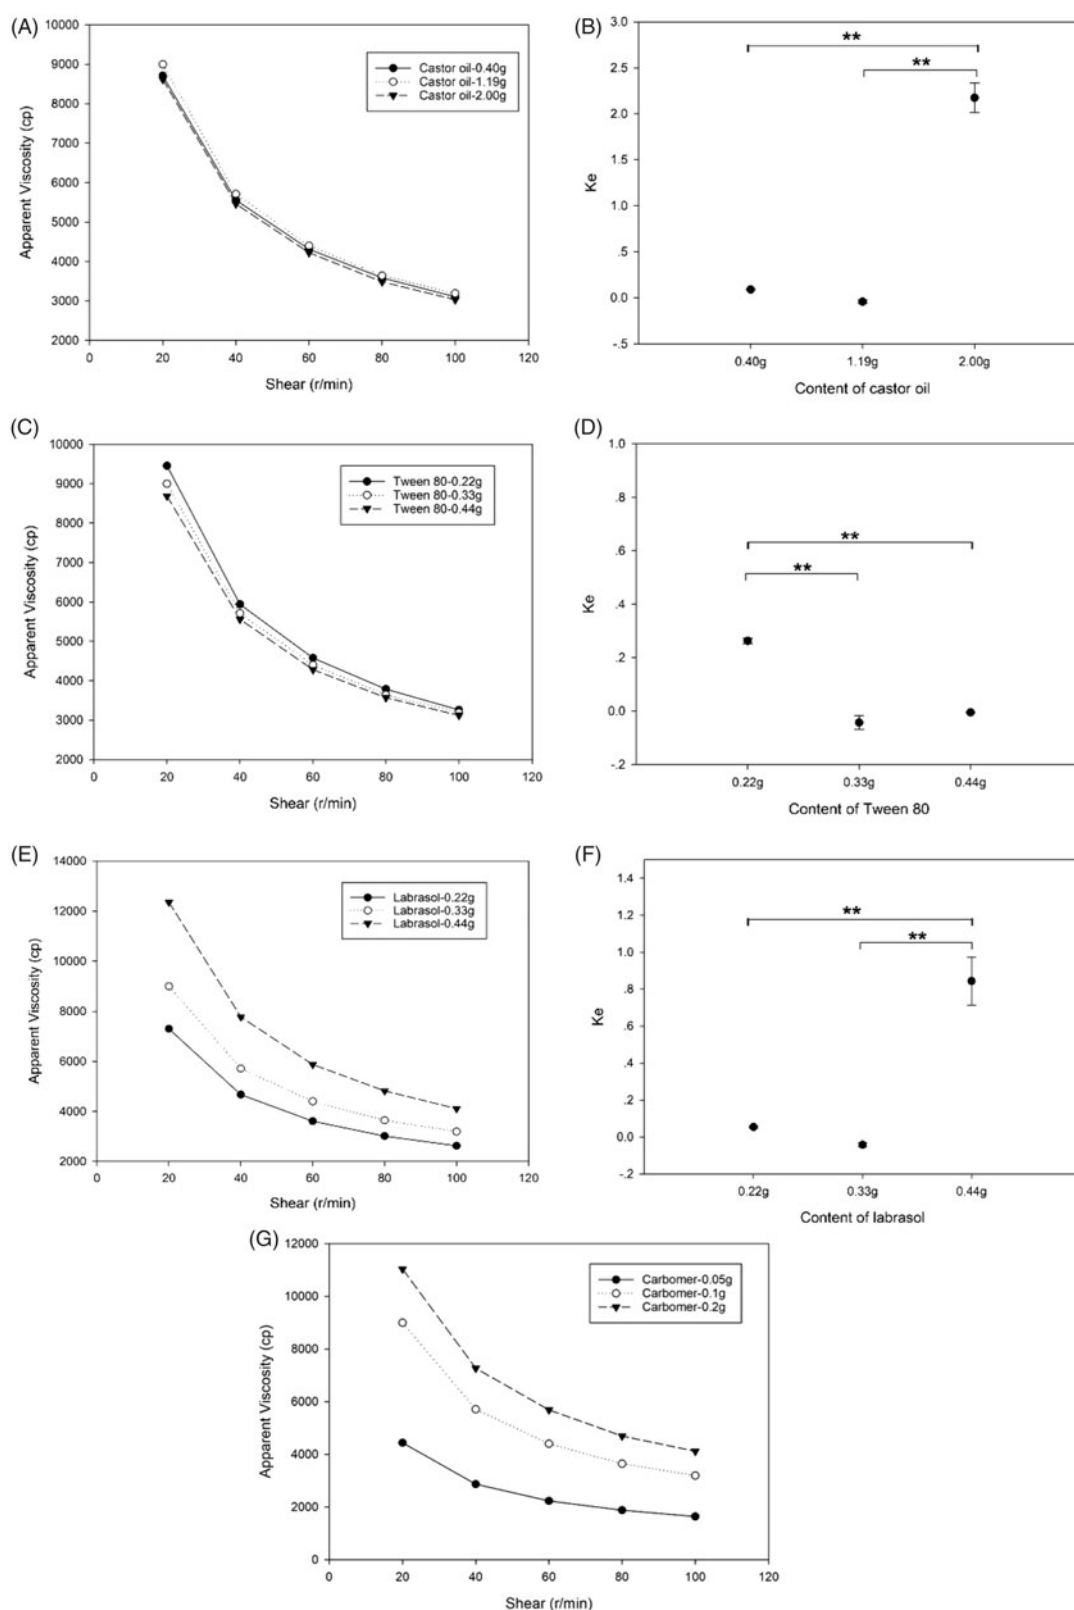 (A)
10000
9000
8000
7000
6000
5000
4000
3000
2000
Apparent Viscosity (cp)
Castor oil-0.40g
Castor oil-1.19g
Castor oil-2.00g
0 20 40 60 80 100 120
Shear (r/min)
(B)
3.0
2.5
2.0
1.5
1.0
.5
0.0
-.5
Ke
**
**
0.40g 1.19g 2.00g
Content of castor oil
(C)
10000
9000
8000
7000
6000
5000
4000
3000
2000
Apparent Viscosity (cp)
Tween 80-0.22g
Tween 80-0.33g
Tween 80-0.44g
0 20 40 60 80 100 120
Shear (r/min)
(D)
1.0
.8
.6
.4
.2
0.0
-.2
Ke
**
**
0.22g 0.33g 0.44g
Content of Tween 80
(E)
14000
12000
10000
8000
6000
4000
2000
Apparent Viscosity (cp)
Labrasol-0.22g
Labrasol-0.33g
Labrasol-0.44g
0 20 40 60 80 100 120
Shear (r/min)
(F)
1.4
1.2
1.0
.8
.6
.4
.2
0.0
-.2
Ke
**
**
0.22g 0.33g 0.44g
Content of labrasol
(G)
12000
10000
8000
6000
4000
2000
0
Apparent Viscosity (cp)
Carbomer-0.05g
Carbomer-0.1g
Carbomer-0.2g
0 20 40 60 80 100 120
Shear (r/min)